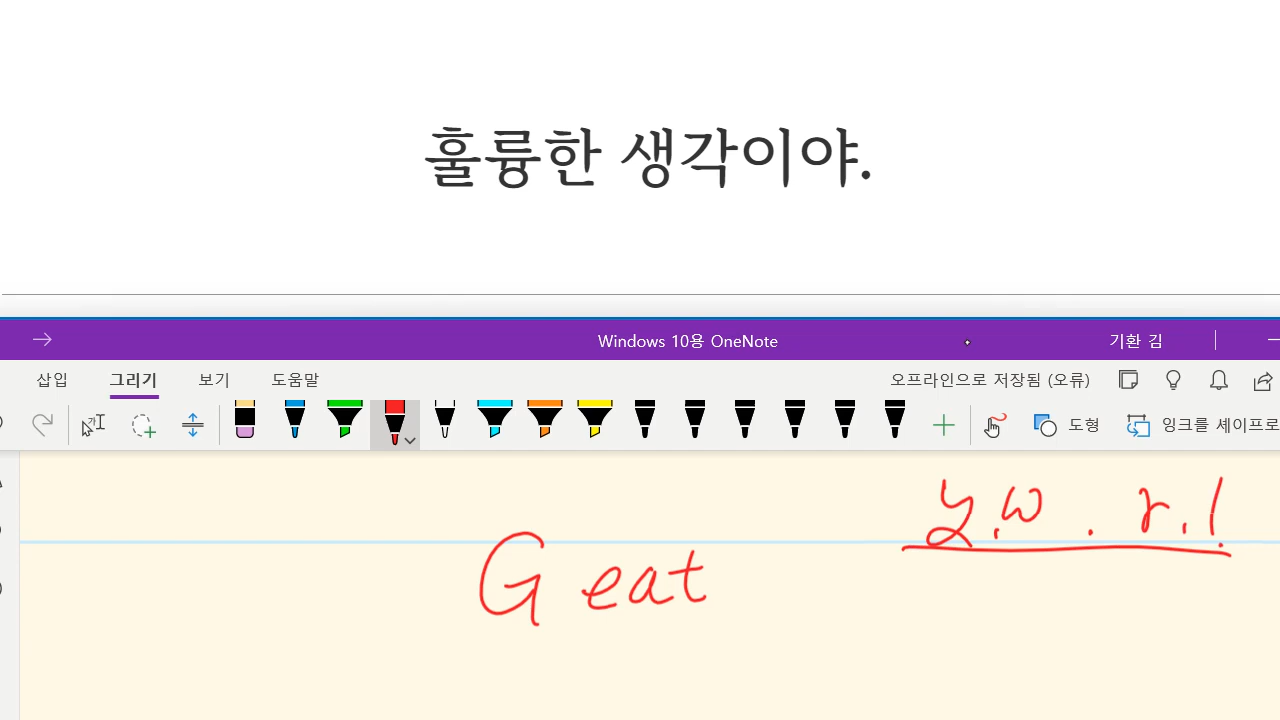 훌륭한 생각이야.
Windows 10용 OneNote
기환 김
삽입 그리기 보기 도움말
오프라인으로 저장됨 (오류)
도형
잉크를 셰이프로
y.w . r.l
G eat